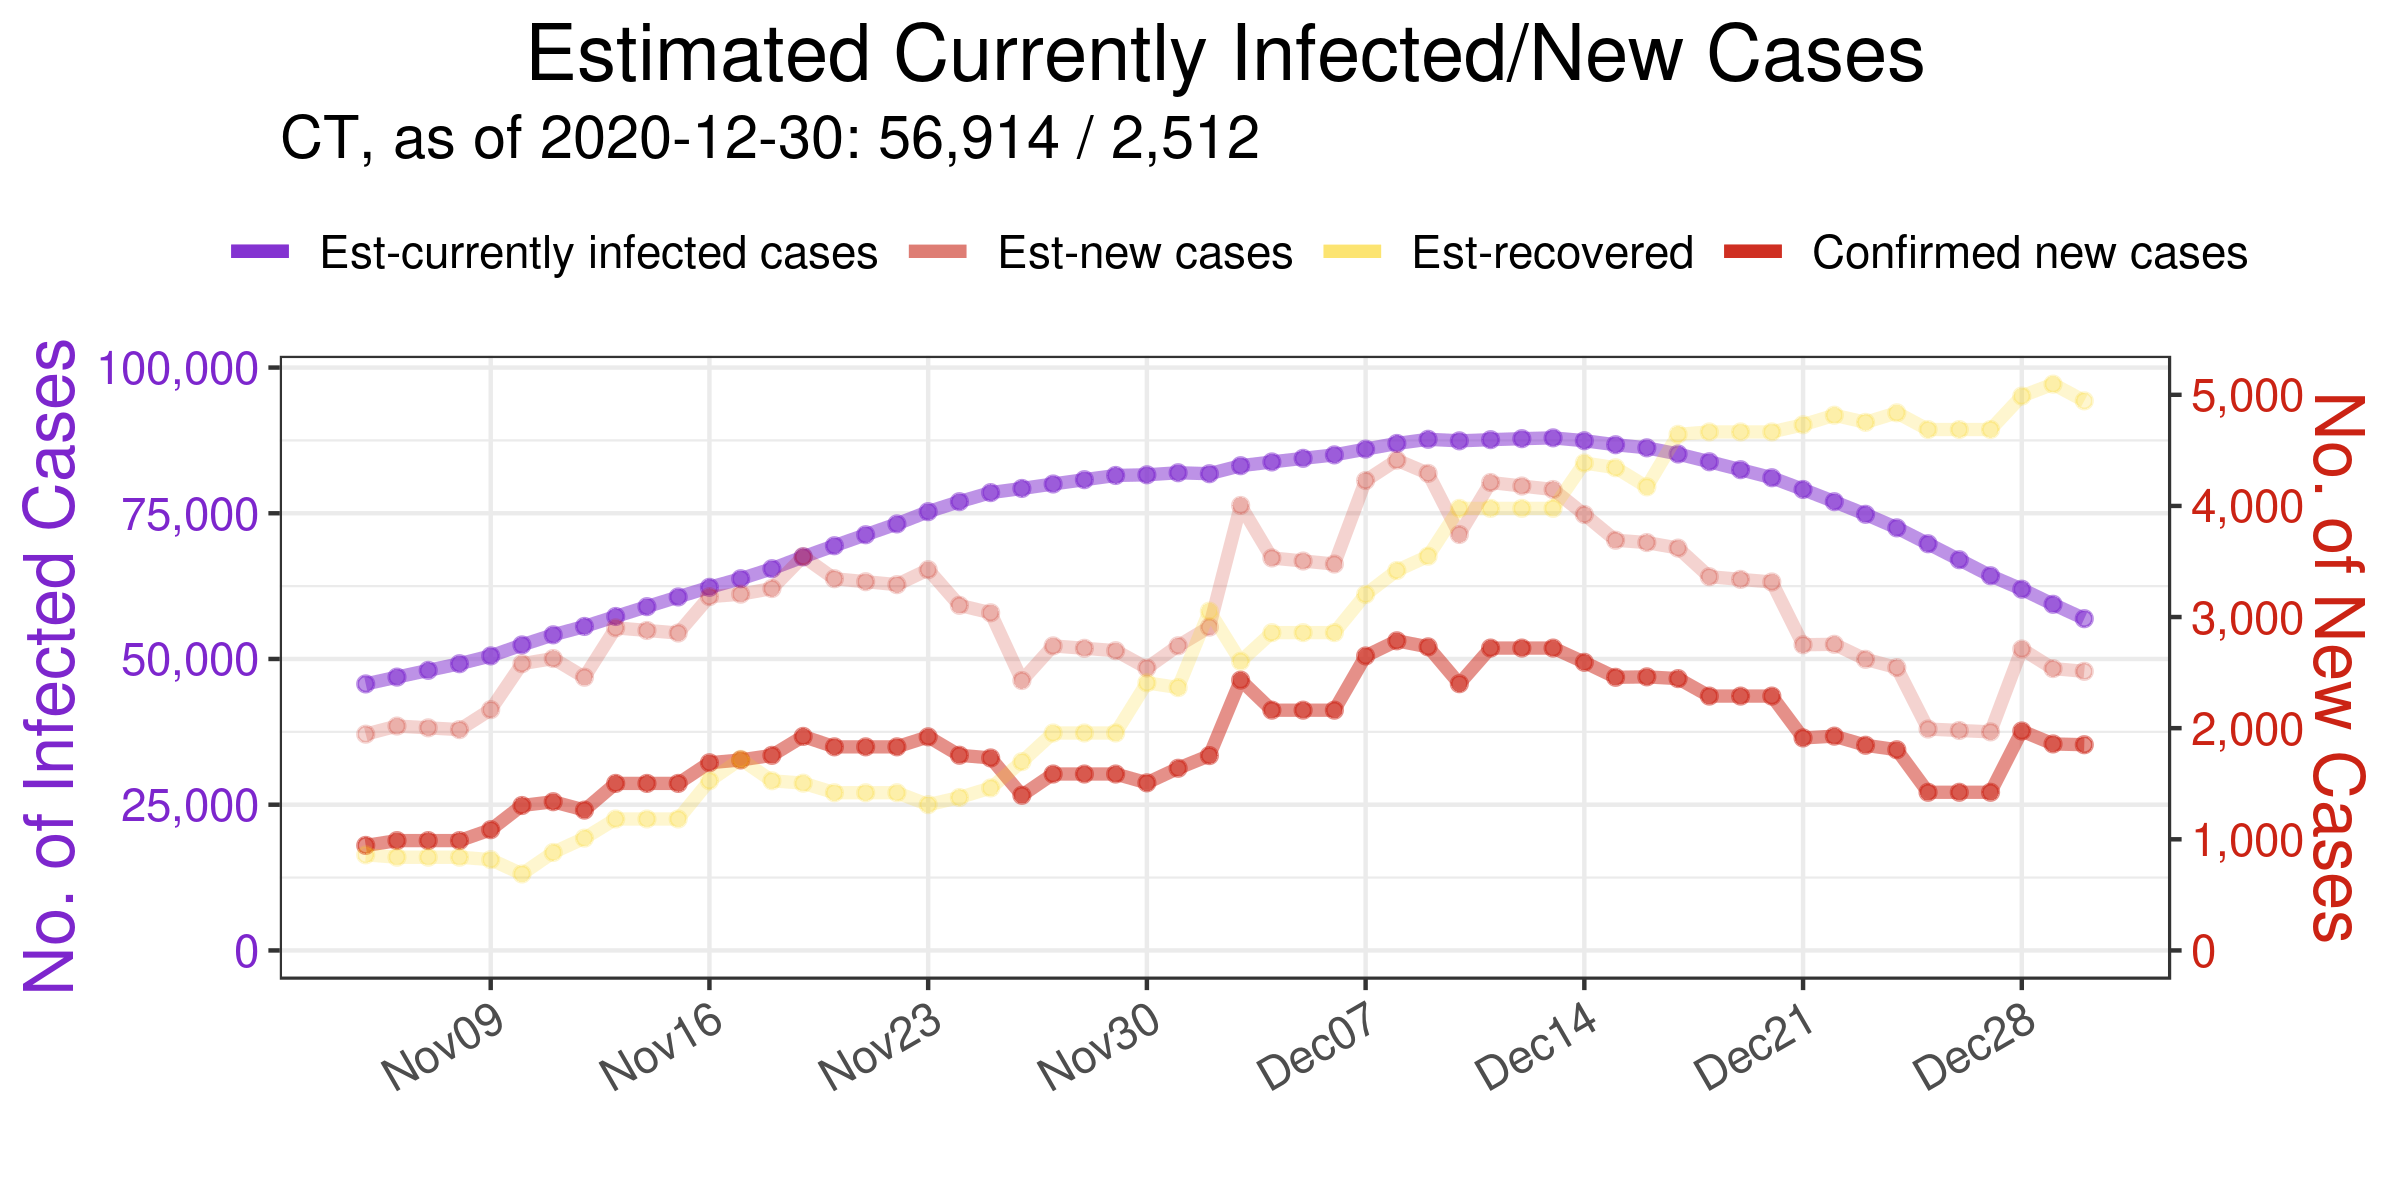 Estimated Currently Infected/New Cases
CT, as of 2020-12-30: 56,914 / 2,512
Est-currently infected cases Est-new cases Est-recovered Confirmed new cases
No. of Infected Cases
100,000
75,000
50,000
25,000
0
5,000
4,000
3,000
2,000
1,000
0
No. of New Cases
Nov09 Nov16 Nov23 Nov30 Dec07 Dec14 Dec21 Dec28